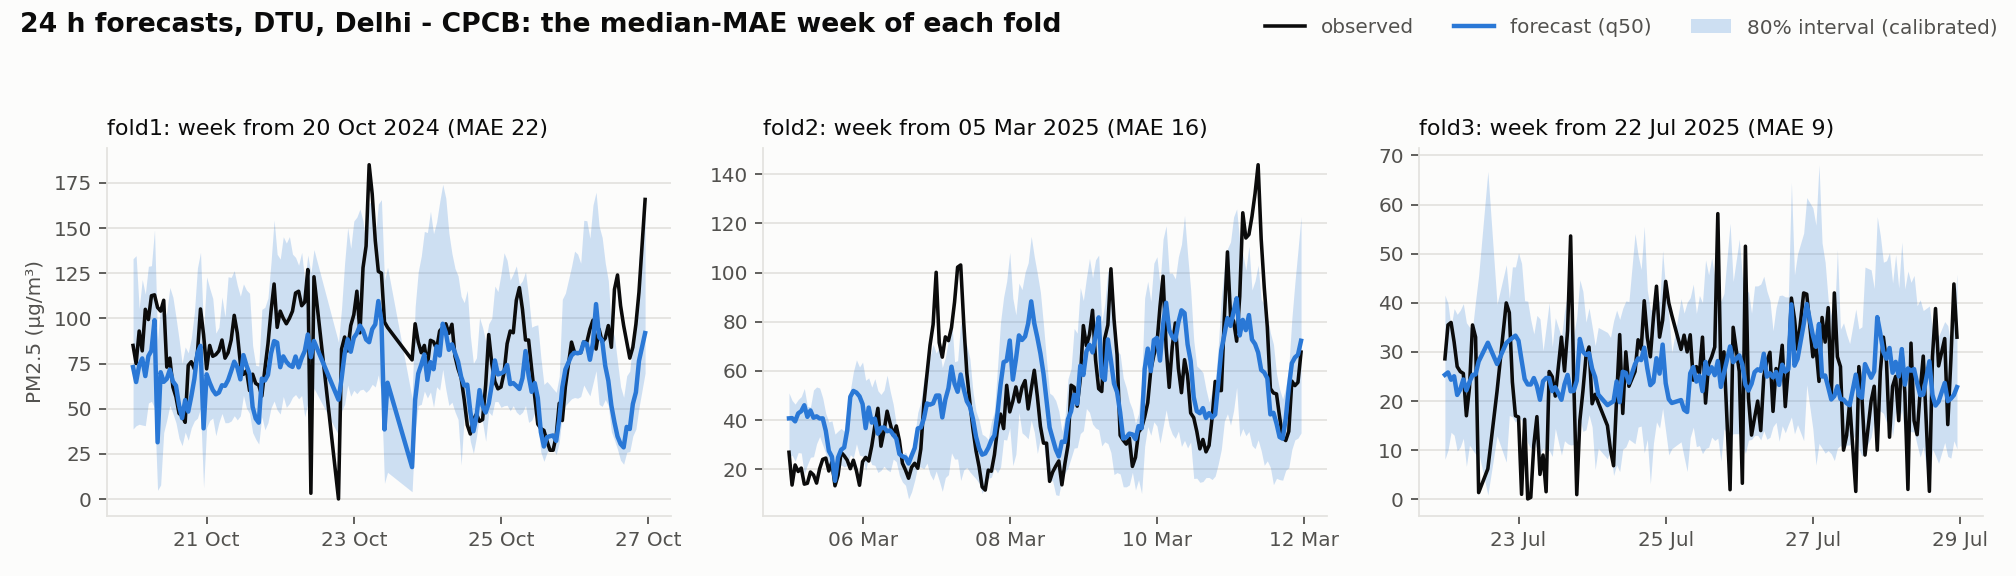 24 h forecasts, DTU, Delhi - CPCB: the median-MAE week of each fold
observed
forecast (q50)
80% interval (calibrated)
fold1: week from 20 Oct 2024 (MAE 22)
PM2.5 (µg/m³)
175
150
125
100
75
50
25
0
21 Oct
23 Oct
25 Oct
27 Oct
fold2: week from 05 Mar 2025 (MAE 16)
140
120
100
80
60
40
20
06 Mar
08 Mar
10 Mar
12 Mar
fold3: week from 22 Jul 2025 (MAE 9)
70
60
50
40
30
20
10
0
23 Jul
25 Jul
27 Jul
29 Jul